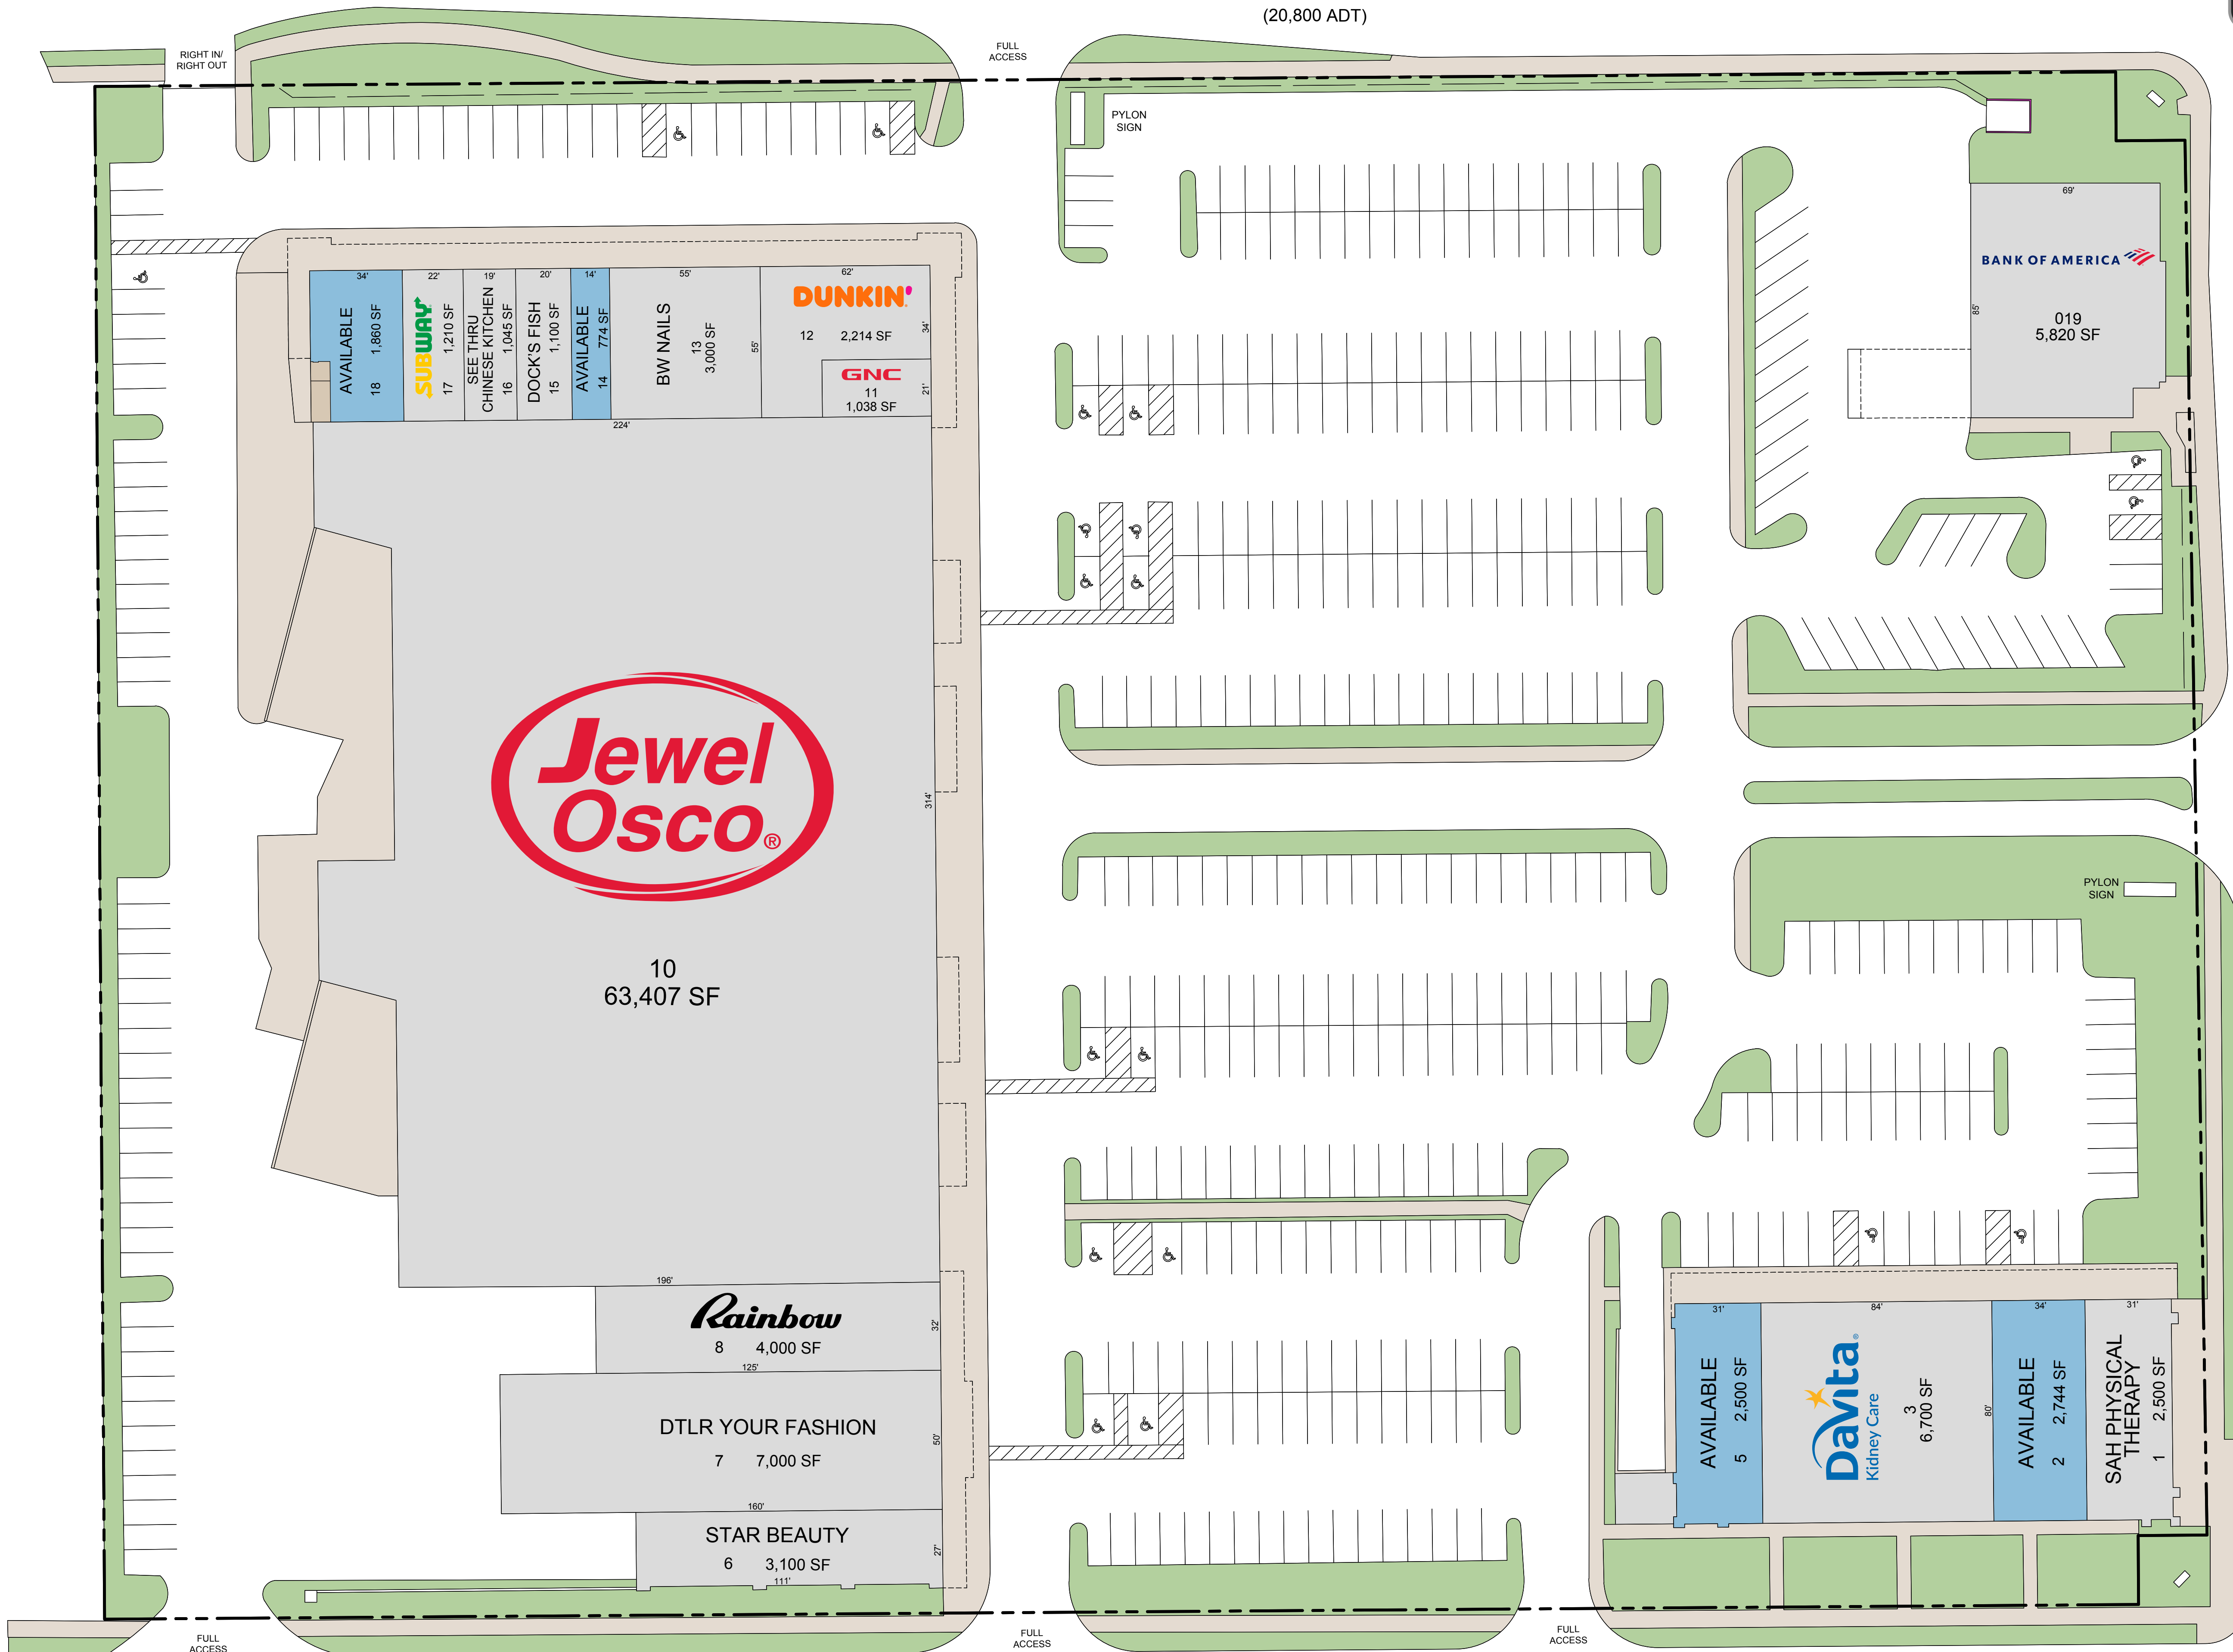 (20,800 ADT)
RIGHT IN/
RIGHT OUT
FULL
ACCESS
PYLON
SIGN
34'
AVAILABLE
18 1,860 SF
22'
SUBWAY
17 1,210 SF
19'
SEE THRU
CHINESE KITCHEN
16 1,045 SF
20'
DOCK'S FISH
15 1,100 SF
14'
AVAILABLE
14 774 SF
55'
BW NAILS
13
3,000 SF
55'
62'
DUNKIN'
12 2,214 SF
34'
GNC
11
1,038 SF
21'
224'
69'
BANK OF AMERICA
85'
019
5,820 SF
Jewel
Osco®
314'
10
63,407 SF
PYLON
SIGN
196'
Rainbow
8 4,000 SF
32'
125'
DTLR YOUR FASHION
7 7,000 SF
50'
160'
STAR BEAUTY
6 3,100 SF
27'
111'
31'
AVAILABLE
5 2,500 SF
84'
DaVita®
Kidney Care
3
6,700 SF
80'
34'
AVAILABLE
2 2,744 SF
31'
SAH PHYSICAL
THERAPY
1 2,500 SF
FULL
ACCESS
FULL
ACCESS
FULL
ACCESS